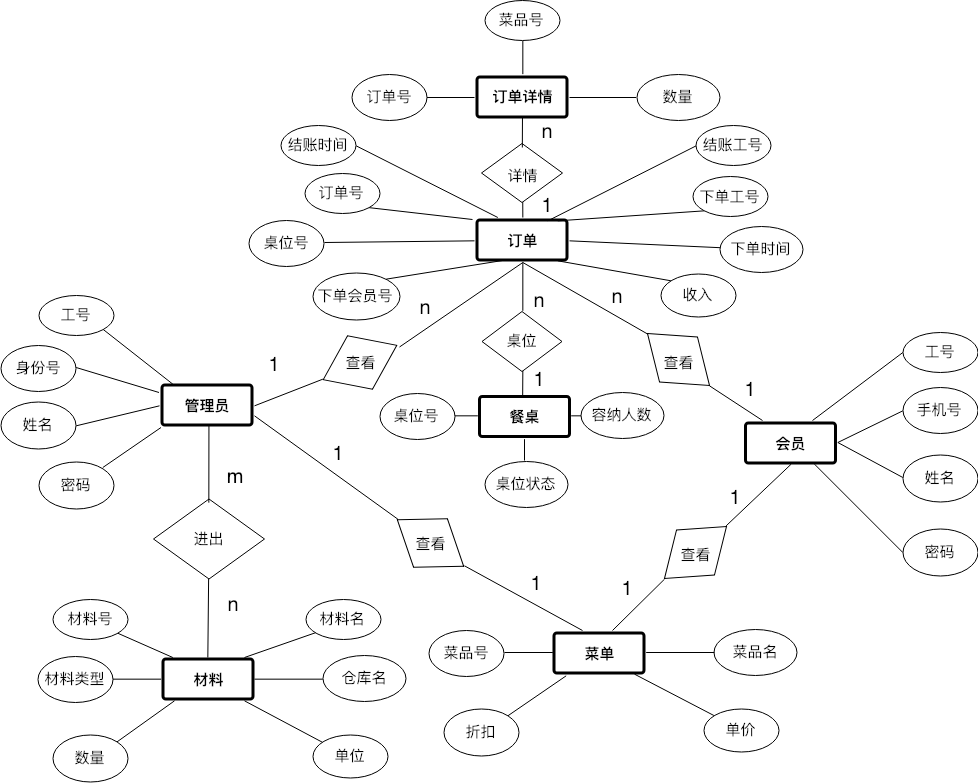 菜品号
订单号
订单详情
数量
n
结账时间
结账工号
详情
订单号
下单工号
1
桌位号
订单
下单时间
下单会员号
n
n
n
收入
工号
桌位
查看
查看
工号
1
身份号
1
1
管理员
桌位号
餐桌
容纳人数
手机号
姓名
会员
1
m
姓名
密码
桌位状态
1
进出
查看
查看
密码
1
1
n
材料号
材料名
菜品号
菜单
菜品名
材料类型
材料
仓库名
折扣
单价
数量
单位